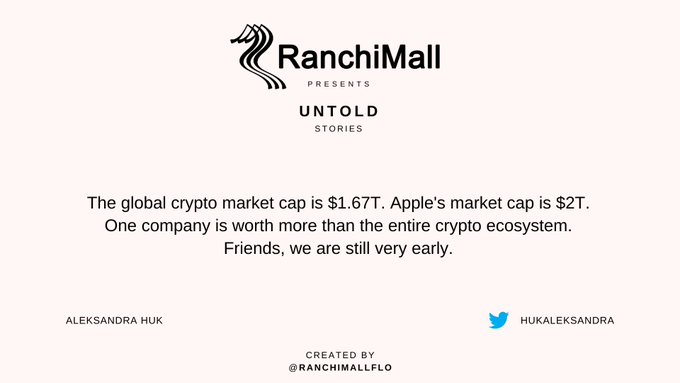 RanchiMall
PRESENTS
UNTOLD
STORIES
The global crypto market cap is $1.67T. Apple's market cap is $2T.
One company is worth more than the entire crypto ecosystem.
Friends, we are still very early.
ALEKSANDRA HUK
HUKALEKSANDRA
CREATED BY
@RANCHIMALLFLO